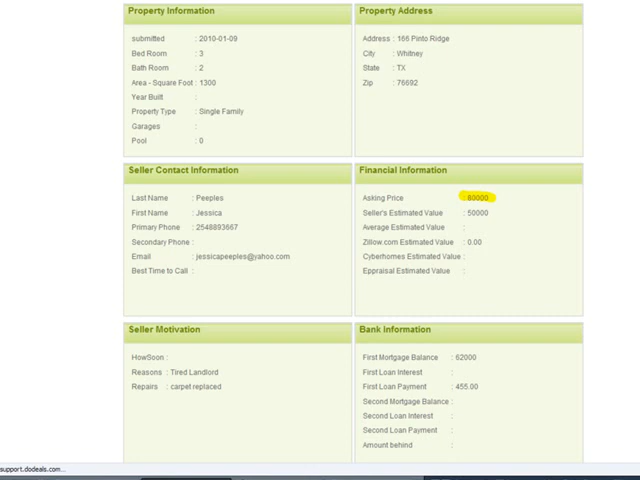 Property Information
submitted : 2010-01-09
Bed Room : 3
Bath Room : 2
Area - Square Foot : 1300
Year Built :
Property Type : Single Family
Garages :
Pool : 0
Property Address
Address : 166 Pinto Ridge
City : Whitney
State : TX
Zip : 76692
Seller Contact Information
Last Name : Peeples
First Name : Jessica
Primary Phone : 2548893667
Secondary Phone :
Email : jessicapeeples@yahoo.com
Best Time to Call :
Financial Information
Asking Price : 80000
Seller's Estimated Value : 50000
Average Estimated Value :
Zillow.com Estimated Value : 0.00
Cyberhomes Estimated Value :
Eppraisal Estimated Value :
Seller Motivation
HowSoon :
Reasons : Tired Landlord
Repairs : carpet replaced
Bank Information
First Mortgage Balance : 62000
First Loan Interest :
First Loan Payment : 455.00
Second Mortgage Balance :
Second Loan Interest :
Second Loan Payment :
Amount behind :
support.dodeals.com...